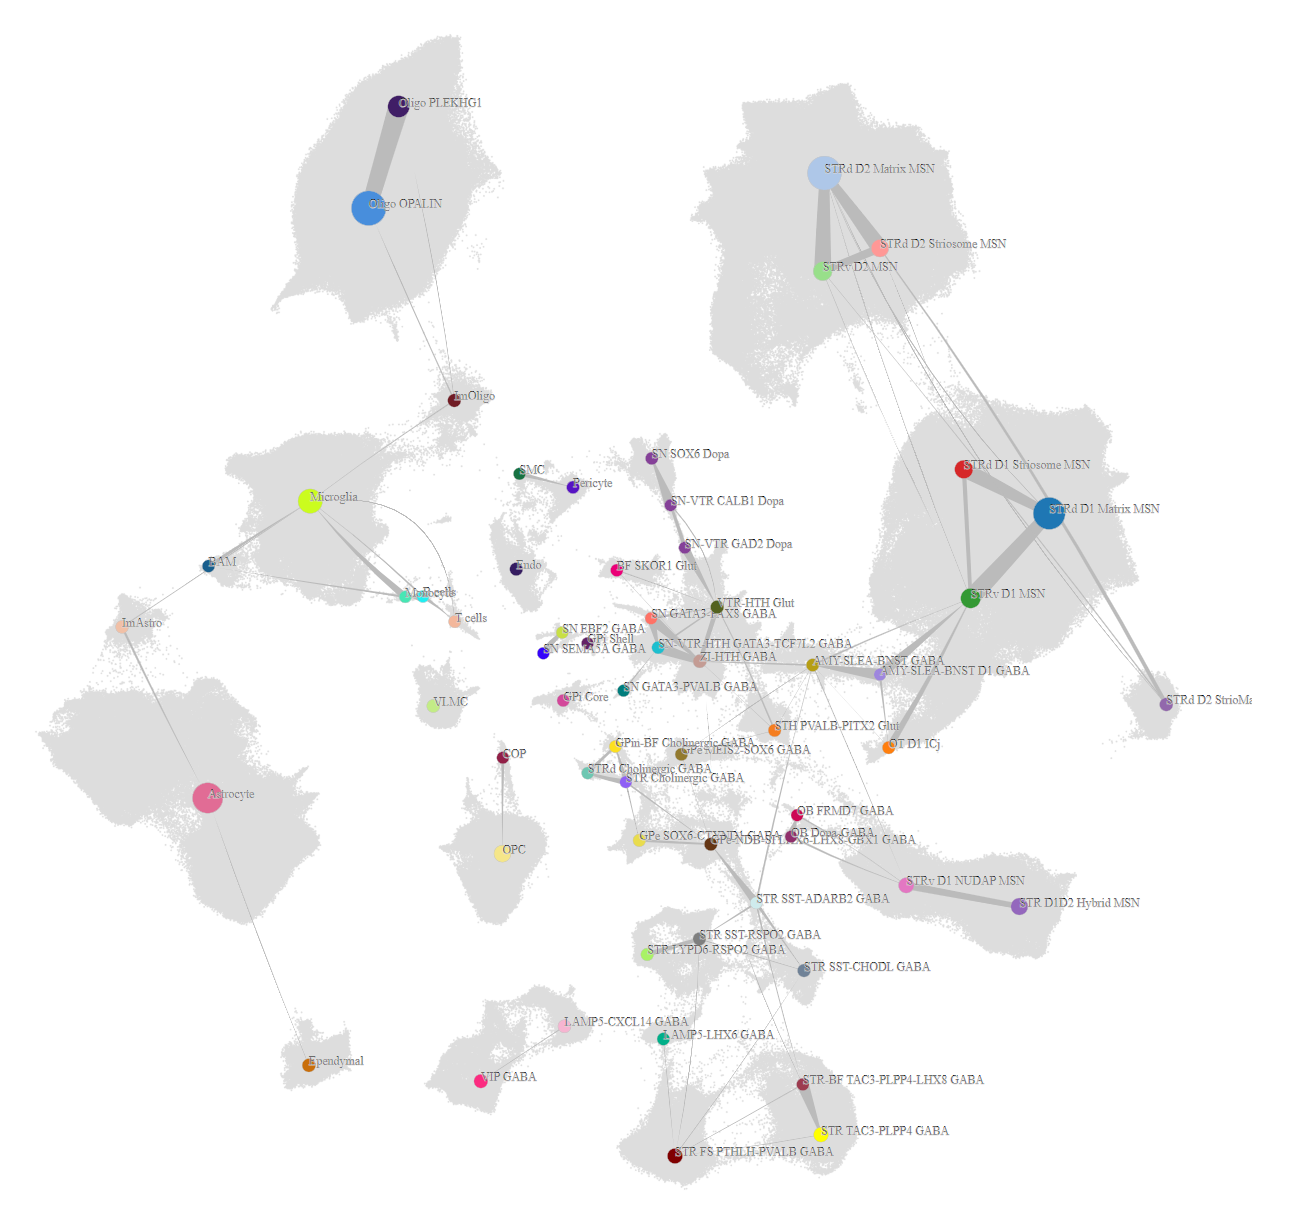 Oligo PLEKHG1
STRd D2 Matrix MSN
Oligo OPALIN
STRd D2 Striosome MSN
STRv D2 MSN
ImOligo
SN SOX6 Dopa
STRd D1 Striosome MSN
SMC
Pericyte
Microglia
SN-VTR CALB1 Dopa
STRd D1 Matrix MSN
SN-VTR GAD2 Dopa
BAM
Endo
BF SKOR1 Glut
Monocyte
B cells
STRv D1 MSN
VTR-HTH Glut
ImAstro
T cells
SN GATA3-PAX8 GABA
SN EBF2 GABA
GPi Shell
SN SEMA5A GABA
SN-VTR-HTH GATA3-TCF7L2 GABA
ZI-HTH GABA
AMY-SLEA-BNST GABA
AMY-SLEA-BNST D1 GABA
SN GATA3-PVALB GABA
GPi Core
VLMC
STRd D2 StrioMa
STH PVALB-PITX2 Glut
GPin-BF Cholinergic GABA
GPe MEIS2-SOX6 GABA
OT D1 ICj
COP
STRd Cholinergic GABA
STR Cholinergic GABA
Astrocyte
OB FRMD7 GABA
OB Dopa-GABA
GPe SOX6-CTXND1 GABA
GPe-NDB-SI LHX6-LHX8-GBX1 GABA
OPC
STRv D1 NUDAP MSN
STR SST-ADARB2 GABA
STR D1D2 Hybrid MSN
STR SST-RSPO2 GABA
STR LYPD6-RSPO2 GABA
STR SST-CHODL GABA
LAMP5-CXCL14 GABA
LAMP5-LHX6 GABA
Ependymal
VIP GABA
STR-BF TAC3-PLPP4-LHX8 GABA
STR TAC3-PLPP4 GABA
STR FS PTHLH-PVALB GABA